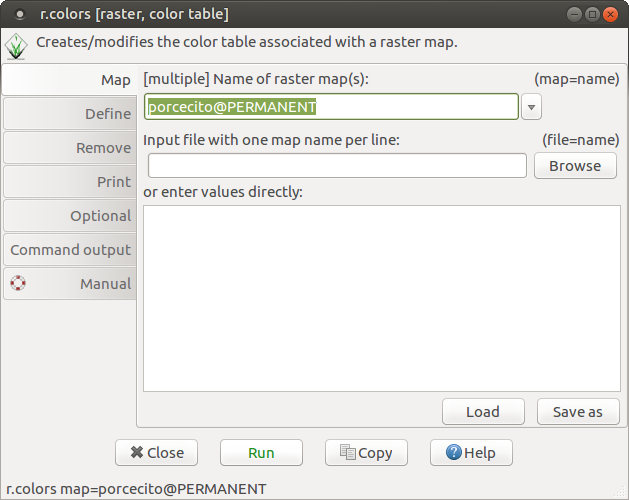 r.colors [raster, color table]
Creates/modifies the color table associated with a raster map.
Map
Define
Remove
Print
Optional
Command output
Manual
[multiple] Name of raster map(s): (map=name)
porcecito@PERMANENT
Input file with one map name per line: (file=name)
Browse
or enter values directly:
Load Save as
Close Run Copy Help
r.colors map=porcecito@PERMANENT